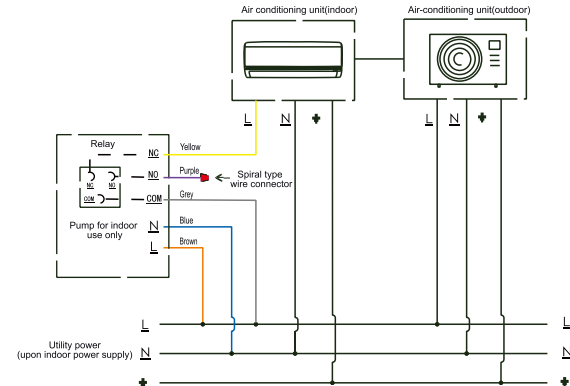 Air conditioning unit(indoor)
Air-conditioning unit(outdoor)
L N +
L N +
Relay
NC Yellow
NO Purple
Spiral type
wire connector
NC NO
COM
COM Grey
Pump for indoor
use only
N Blue
L Brown
L L
Utility power
(upon indoor power supply)
N N
+ +